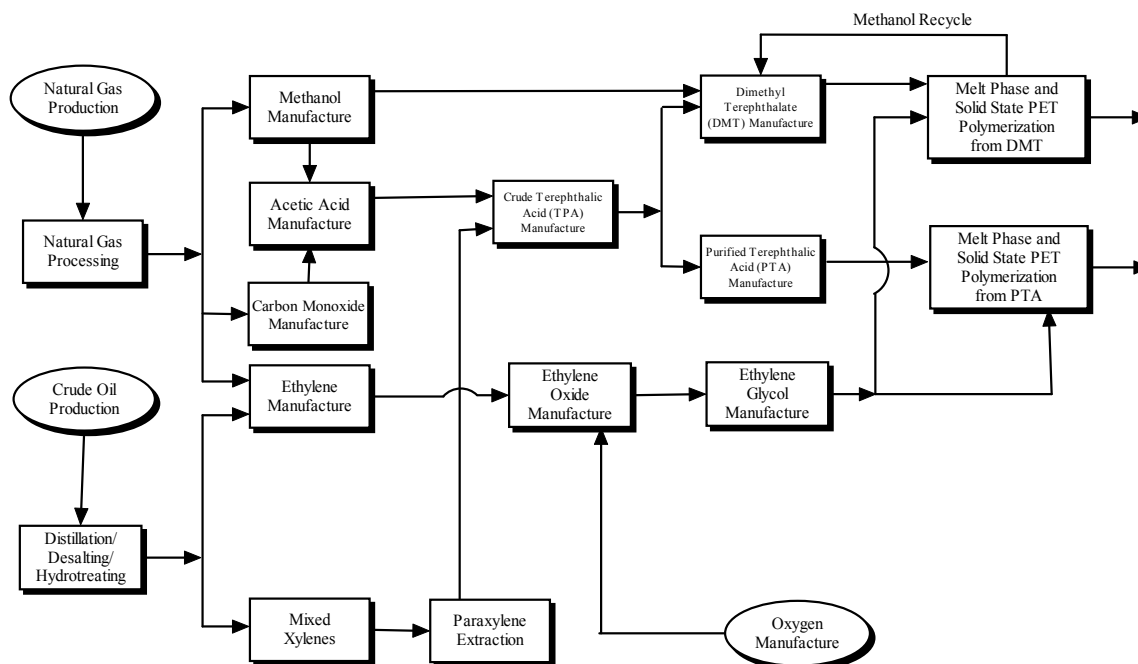 Methanol Recycle
Natural Gas
Production
Methanol
Manufacture
Dimethyl
Terephthalate
(DMT) Manufacture
Melt Phase and
Solid State PET
Polymerization
from DMT
Acetic Acid
Manufacture
Crude Terephthalic
Acid (TPA)
Manufacture
Natural Gas
Processing
Purified Terephthalic
Acid (PTA)
Manufacture
Melt Phase and
Solid State PET
Polymerization
from PTA
Carbon Monoxide
Manufacture
Crude Oil
Production
Ethylene
Manufacture
Ethylene
Oxide
Manufacture
Ethylene
Glycol
Manufacture
Distillation/
Desalting/
Hydrotreating
Mixed
Xylenes
Paraxylene
Extraction
Oxygen
Manufacture